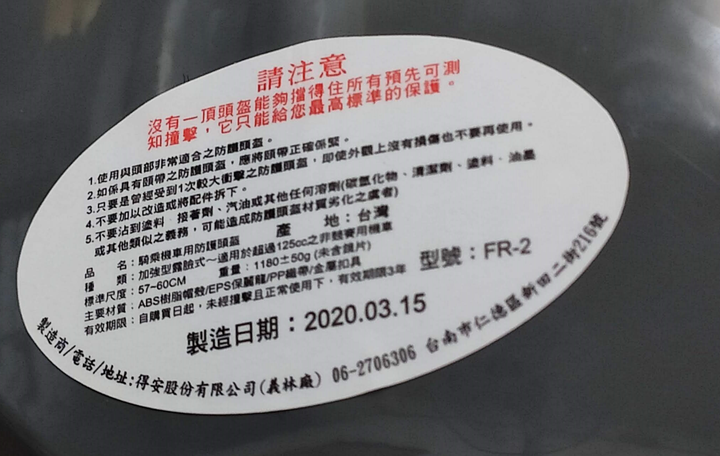 請注意
沒有一頂頭盔能夠擋得住所有預先可測
知撞擊，它只能給您最高標準的保護。
1.使用與頭部非常適合之防護頭盔。
2.如係具有頤帶之防護頭盔，應將頤帶正確係緊。
3.只要是曾經受到1次較大衝擊之防護頭盔，即使外觀上沒有損傷也不要再使用。
4.不要加以改造或將配件拆下。
5.不要沾到塗料、接著劑、汽油或其他任何溶劑(碳氫化物、清潔劑、塗料、油墨
或其他類似之義務，可能造成防護頭盔材質劣化之虞者)
品 名：騎乘機車用防護頭盔 產 地：台灣
種 類：加強型露臉式～適用於超過125cc之非競賽用機車
標準尺度：57~60CM 重量：1180±50g (未含鏡片) 型號：FR-2
主要材質：ABS樹脂帽殼/EPS保麗龍/PP織帶/金屬扣具
有效期限：自購買日起，未經撞擊且正常使用下，有效期限3年
製造日期：2020.03.15
製造商/電話/地址:得安股份有限公司(義林廠) 06-2706306 台南市仁德區新田二街216號